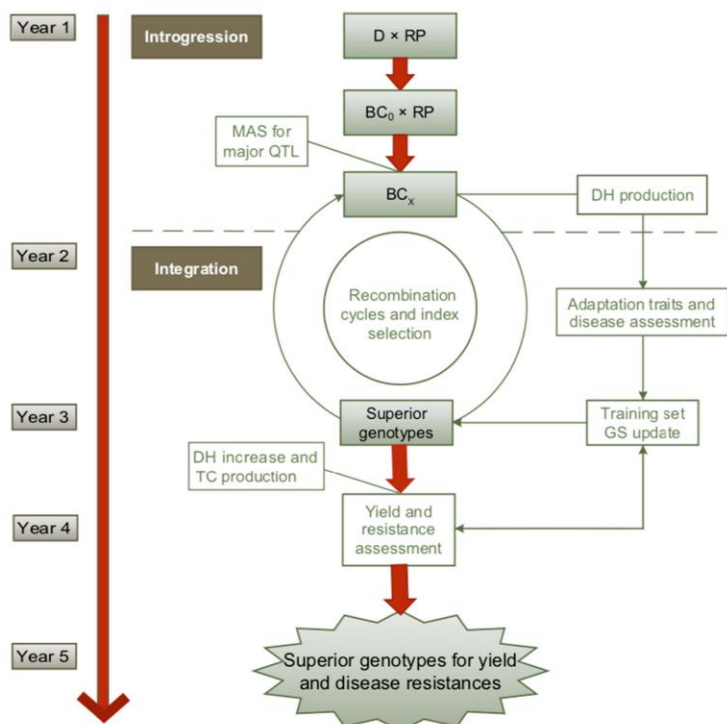 Year 1
Introgression
D × RP
BC₀ × RP
MAS for
major QTL
BCₓ
DH production
Year 2
Integration
Recombination
cycles and index
selection
Adaptation traits and
disease assessment
Year 3
Superior
genotypes
Training set
GS update
DH increase and
TC production
Year 4
Yield and
resistance
assessment
Year 5
Superior genotypes for yield
and disease resistances